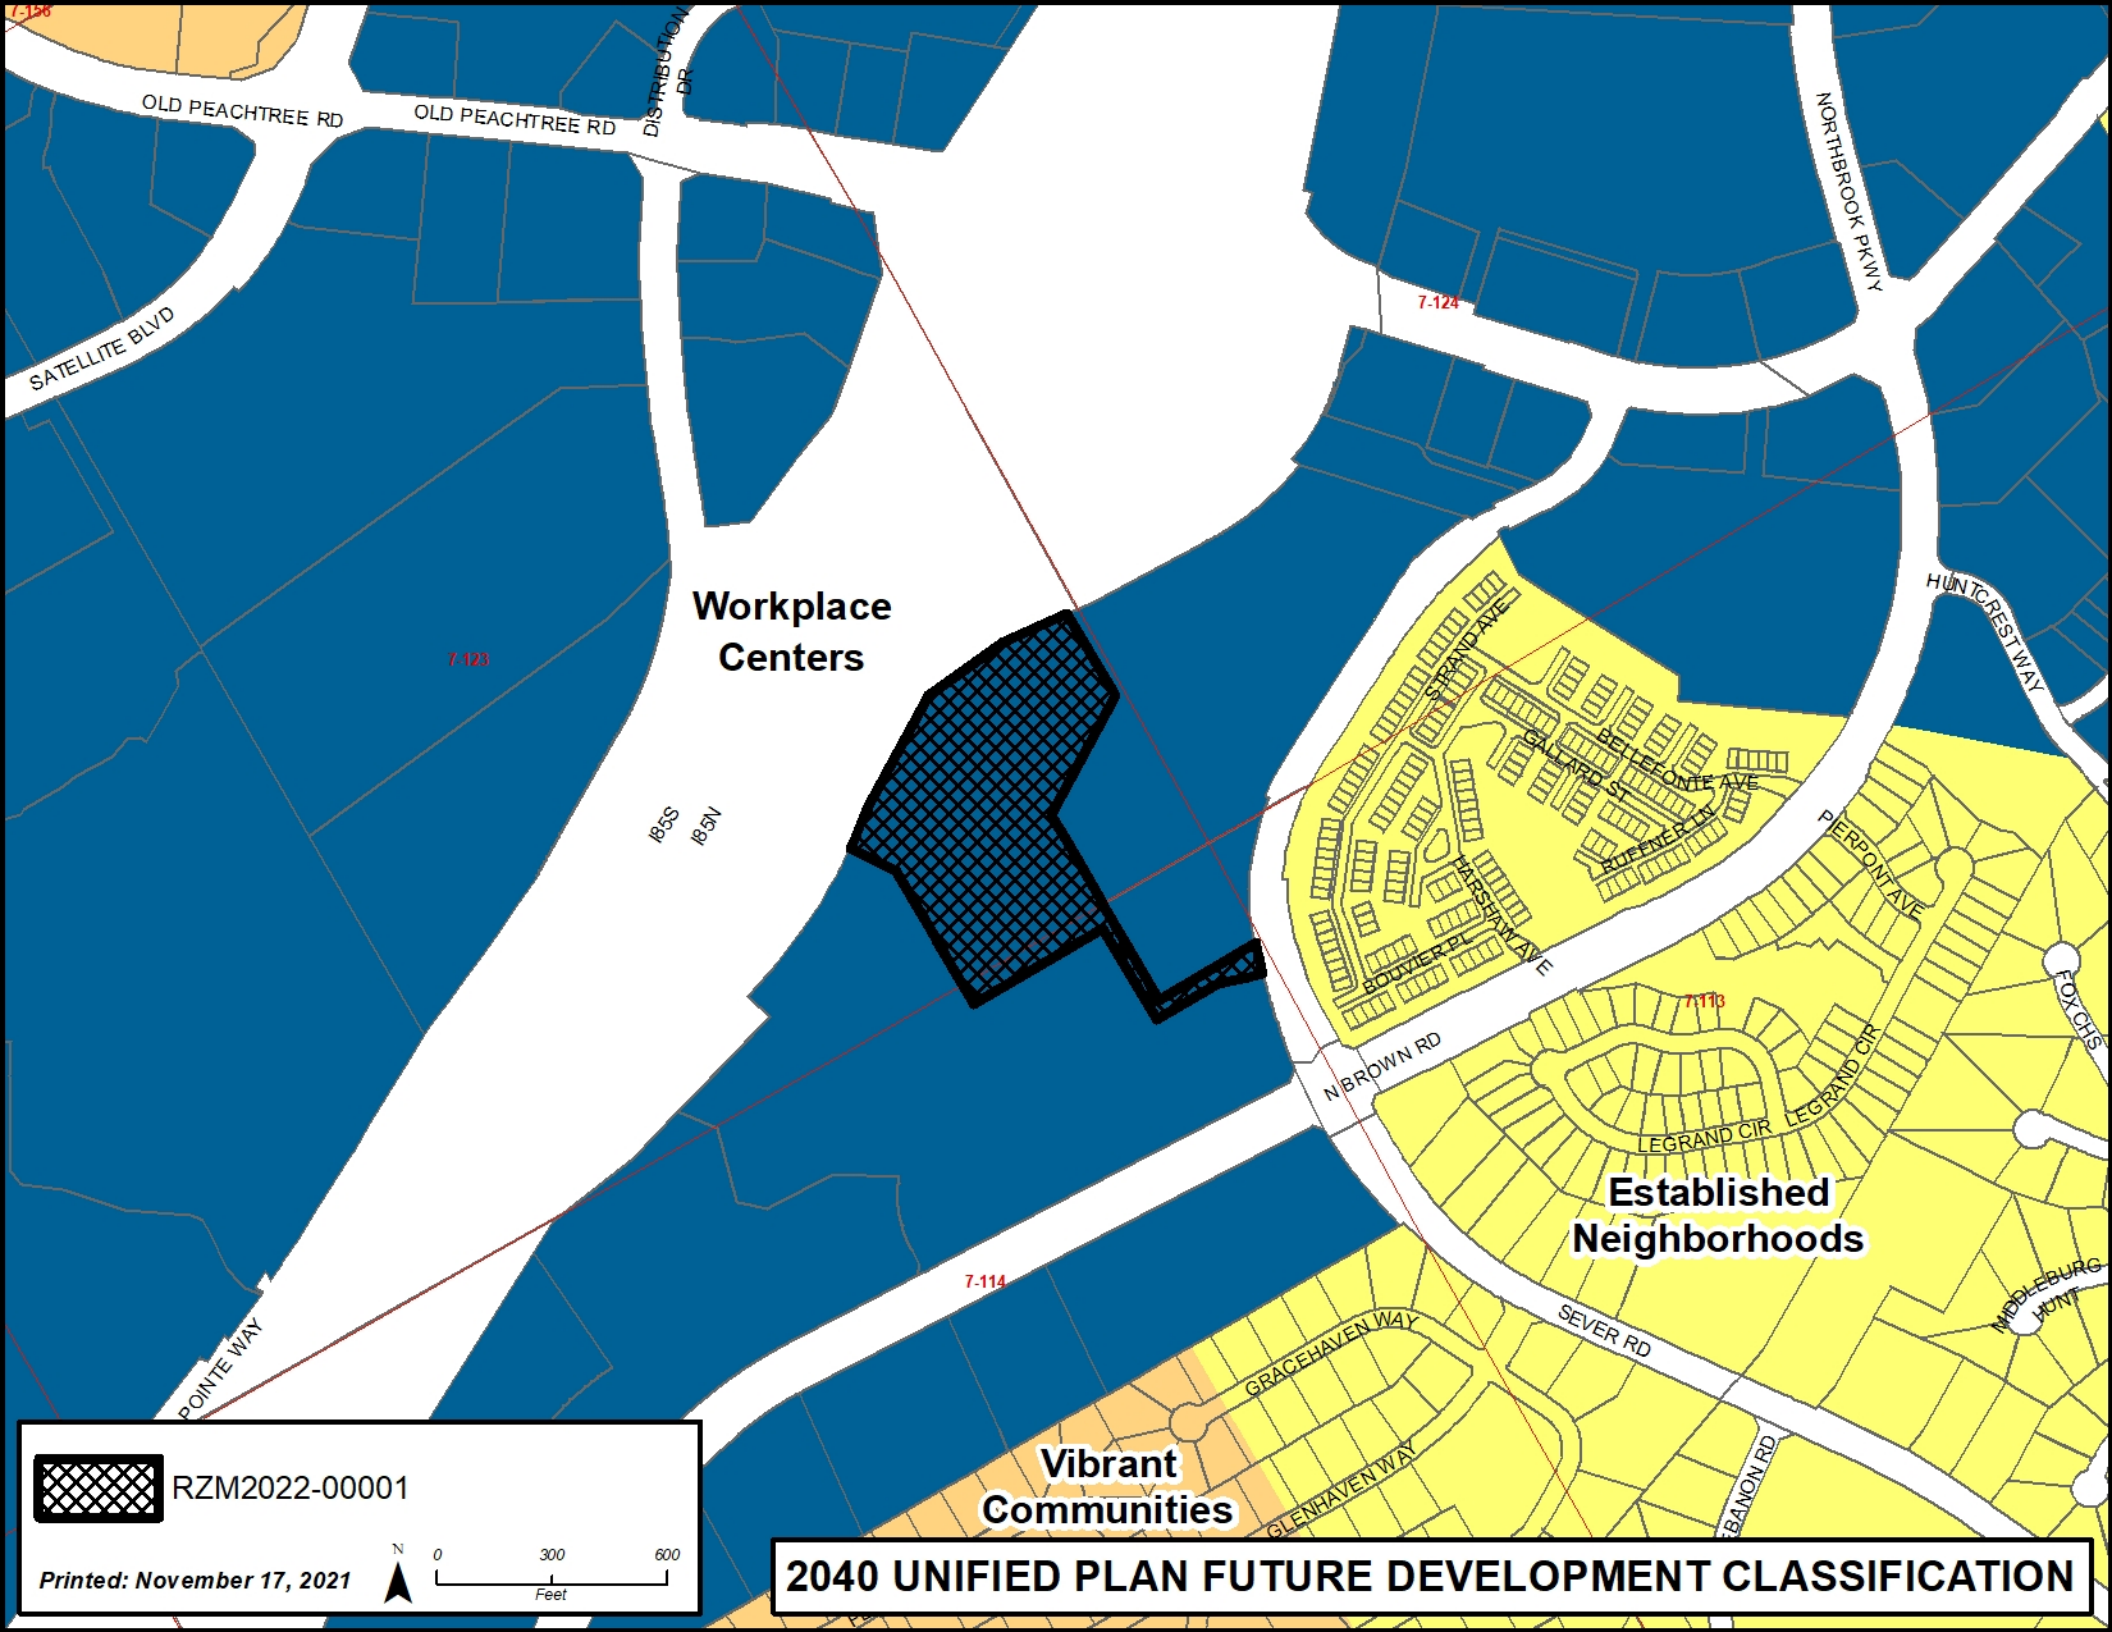 7-156
OLD PEACHTREE RD
OLD PEACHTREE RD
DISTRIBUTION
DR
NORTHBROOK PKWY
7-124
SATELLITE BLVD
HUNTCREST WAY
Workplace
Centers
7-123
STRAND AVE
BELLEFONTE AVE
GALLARD ST
I85S
I85N
RUFFNER LN
PIERPONT AVE
HARSHAW AVE
BOUVIER PL
FOX CHS
7-113
N BROWN RD
LEGRAND CIR
LEGRAND CIR
Established
Neighborhoods
7-114
MIDDLEBURG
HUNT
SEVER RD
GRACEHAVEN WAY
POINTE WAY
GLENHAVEN WAY
EBANON RD
Vibrant
Communities
RZM2022-00001
Printed: November 17, 2021
N
0 300 600
Feet
2040 UNIFIED PLAN FUTURE DEVELOPMENT CLASSIFICATION